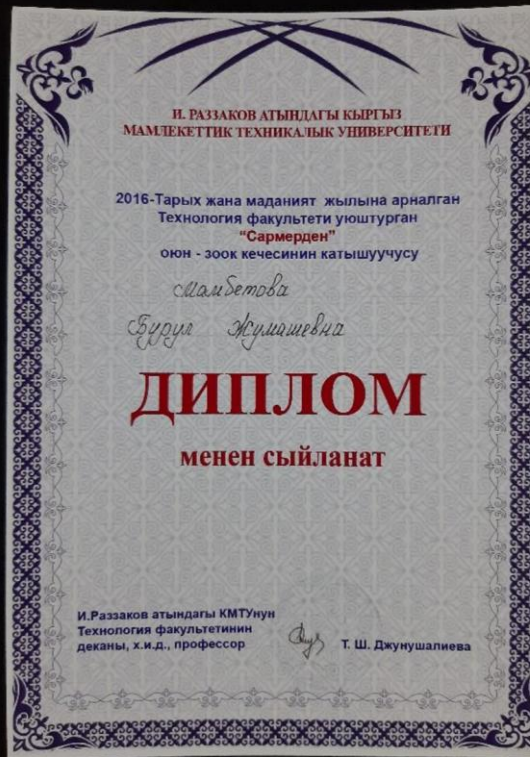 И. РАЗЗАКОВ АТЫНДАГЫ КЫРГЫЗ
МАМЛЕКЕТТИК ТЕХНИКАЛЫК УНИВЕРСИТЕТИ
2016-Тарых жана маданият жылына арналган
Технология факультети уюштурган
“Сармерден”
оюн - зоок кечесинин катышуучусу
Мамбетова
Бурул Жумашевна
ДИПЛОМ
менен сыйланат
И.Раззаков атындагы КМТУнун
Технология факультетинин
деканы, х.и.д., профессор Т. Ш. Джунушалиева